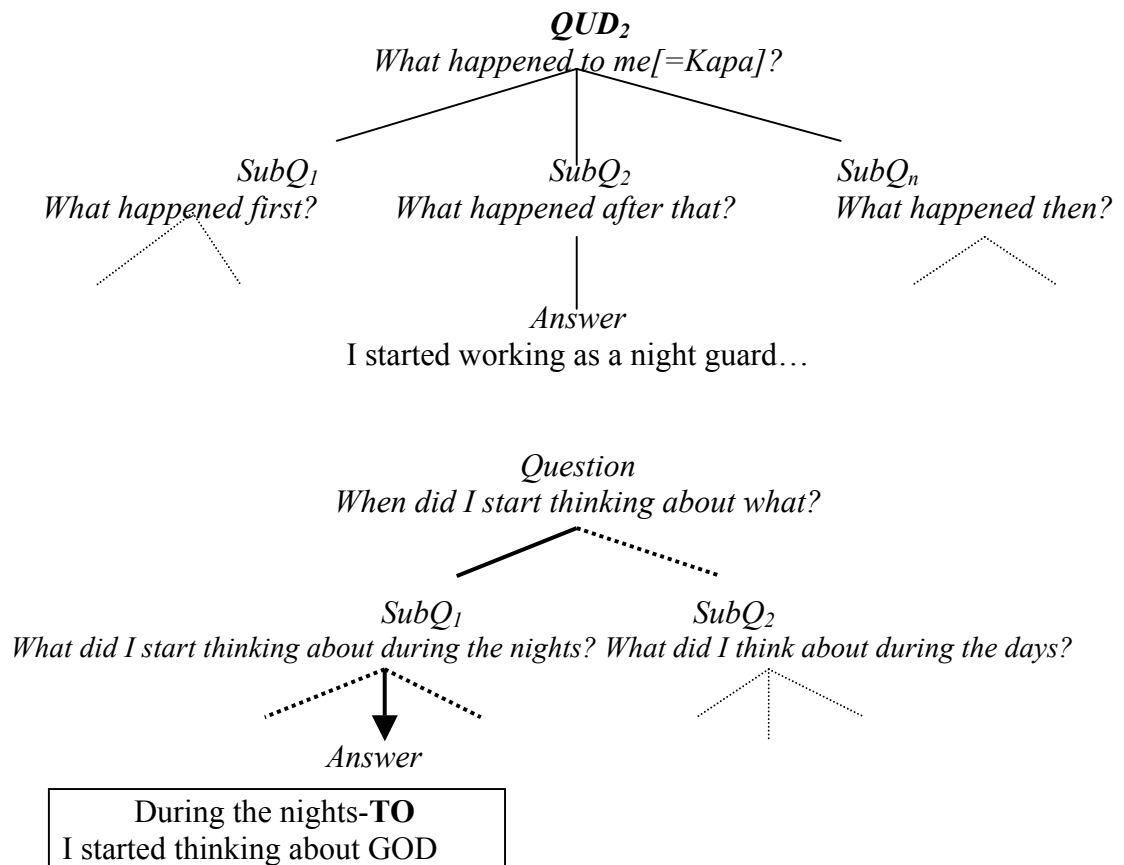 QUD2
What happened to me[=Kapa]?
SubQ1 SubQ2 SubQn
What happened first? What happened after that? What happened then?
Answer
I started working as a night guard…
Question
When did I start thinking about what?
SubQ1 SubQ2
What did I start thinking about during the nights? What did I think about during the days?
Answer
During the nights-TO
I started thinking about GOD